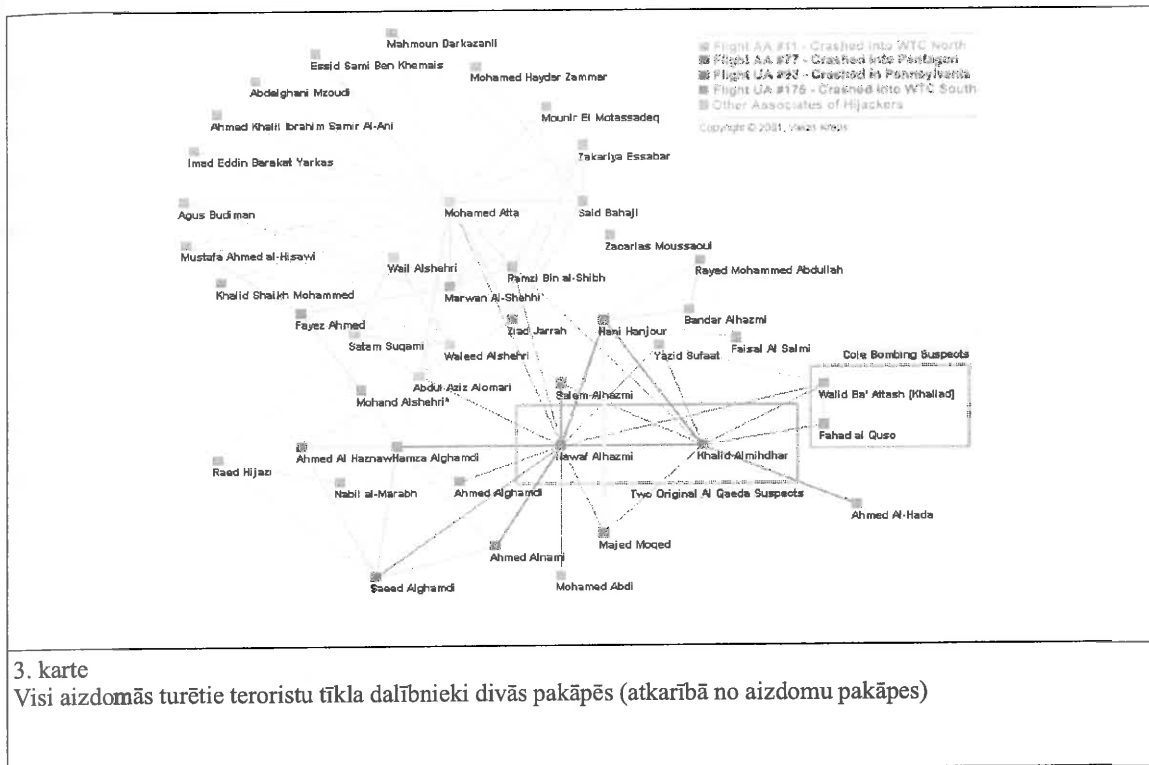 Mahmoun Darkazanli
Essid Sami Ben Khemais
Mohamed Haydar Zammar
Abdelghani Mzoudi
Mounir El Motassadeq
Ahmed Khalil Ibrahim Samir Al-Ani
Zakariya Essabar
Imad Eddin Barakat Yarkas
Flight AA #11 - Crashed into WTC North
Flight AA #77 - Crashed into Pentagon
Flight UA #93 - Crashed in Pennsylvania
Flight UA #175 - Crashed into WTC South
Other Associates of Hijackers
Copyright © 2001, Valdis Krebs
Agus Budiman
Mohamed Atta
Said Bahaji
Zacarias Moussaoui
Mustafa Ahmed al-Hisawi
Wail Alshehri
Ramzi Bin al-Shibh
Rayed Mohammed Abdullah
Khalid Shaikh Mohammed
Marwan Al-Shehhi*
Fayez Ahmed
Ziad Jarrah
Hani Hanjour
Bandar Alhazmi
Satam Suqami
Waleed Alshehri
Yazid Sufaat
Faisal Al Salmi
Cole Bombing Suspects
Abdul Aziz Alomari
Salem Alhazmi
Walid Ba' Attash [Khallad]
Mohand Alshehri*
Fahad al Quso
Ahmed Al Haznawi
Hamza Alghamdi
Nawaf Alhazmi
Khalid Almihdhar
Raed Hijazi
Nabil al-Marabh
Ahmed Alghamdi
Two Original Al Qaeda Suspects
Ahmed Al-Hada
Ahmed Alnami
Majed Moqed
Saeed Alghamdi
Mohamed Abdi
3. karte
Visi aizdomās turētie teroristu tīkla dalībnieki divās pakāpēs (atkarībā no aizdomu pakāpes)